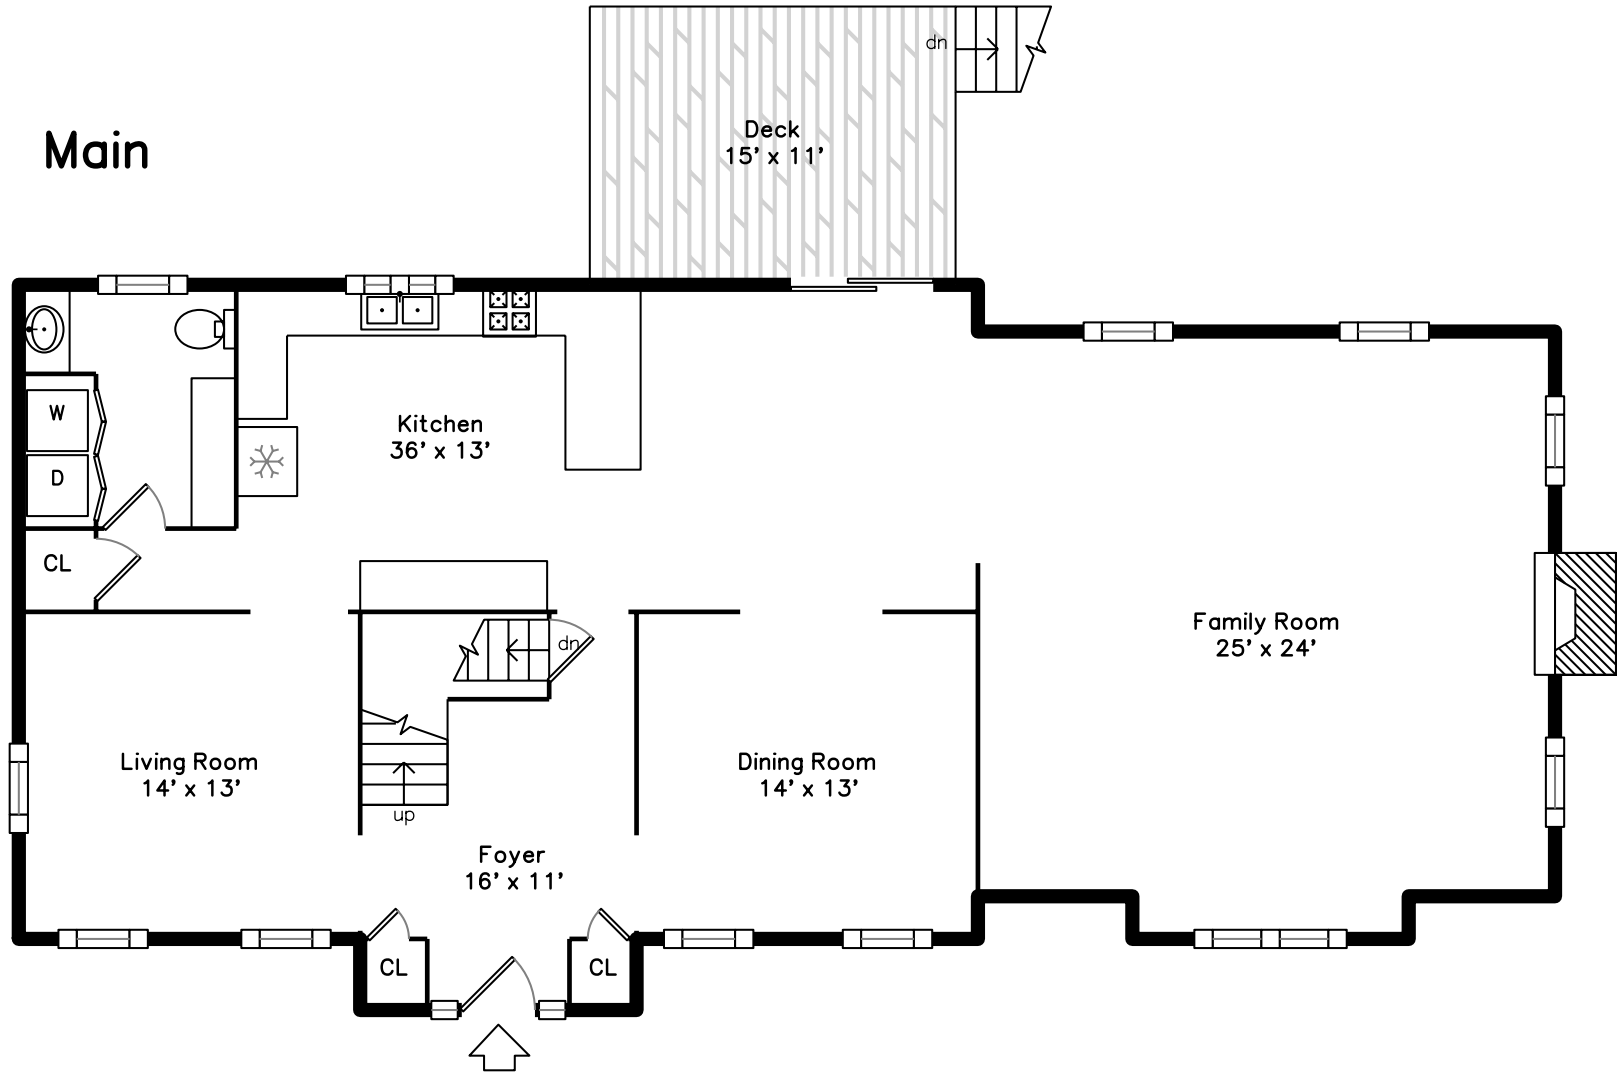 dn
Deck
15' x 11'
Main
W
Kitchen
36' x 13'
D
CL
Family Room
25' x 24'
dn
Living Room
14' x 13'
Dining Room
14' x 13'
up
Foyer
16' x 11'
CL
CL